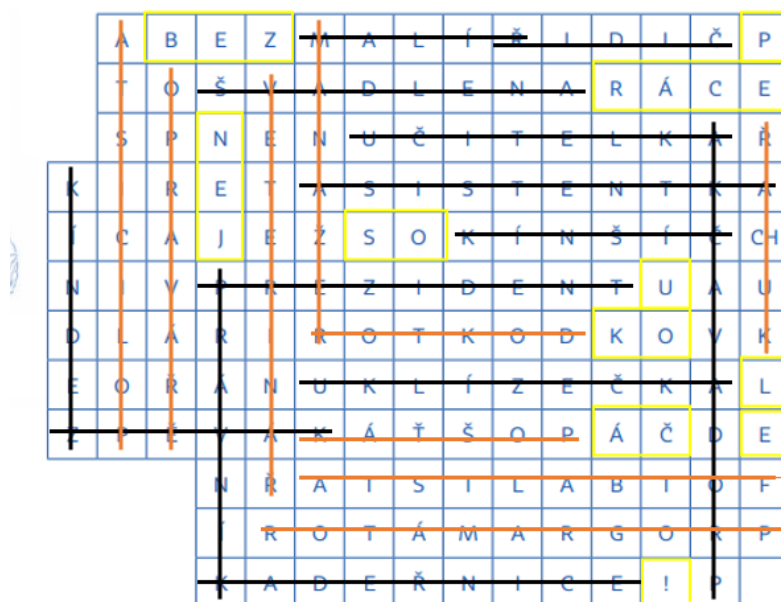 A B E Z M A L Í Ř I D I Č P
T O Š V A D L E N A R Á C E
S P N E N U Č I T E L K A Ř
K I R E T A S I S T E N T K A
Í C A J E Ž S O K Í N Š Í Č CH
N I V P R E Z I D E N T U A U
D L Á R I R O T K O D K O V K
E O Ř Á N U K L Í Z E Č K A L
Z P Ě V Á K Á Ť Š O P Á Č D E
N Ř A T S I L A B T O F
Í R O T Á M A R G O R P
K A D E Ř N I C E ! P